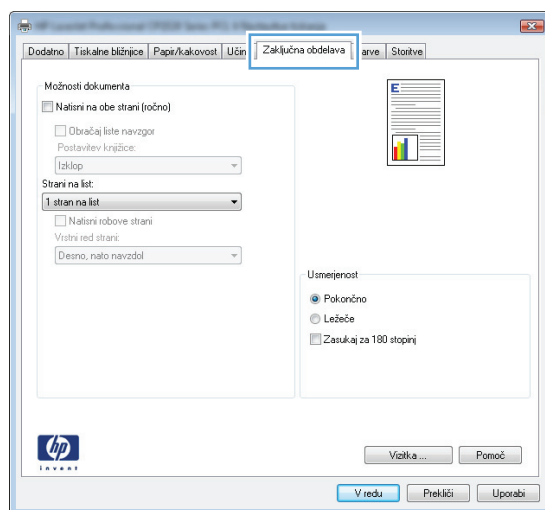 Dodatno Tiskalne bližnjice Papir/kakovost Učin Zaključna obdelava arve Storitve
Možnosti dokumenta
Natisni na obe strani (ročno)
Obračaj liste navzgor
Postavitev knjižice:
Izklop
Strani na list:
1 stran na list
Natisni robove strani
Vrstni red strani:
Desno, nato navzdol
E
Usmerjenost
Pokončno
Ležeče
Zasukaj za 180 stopinj
hp
invent
Vizitka ... Pomoč
V redu Prekliči Uporabi